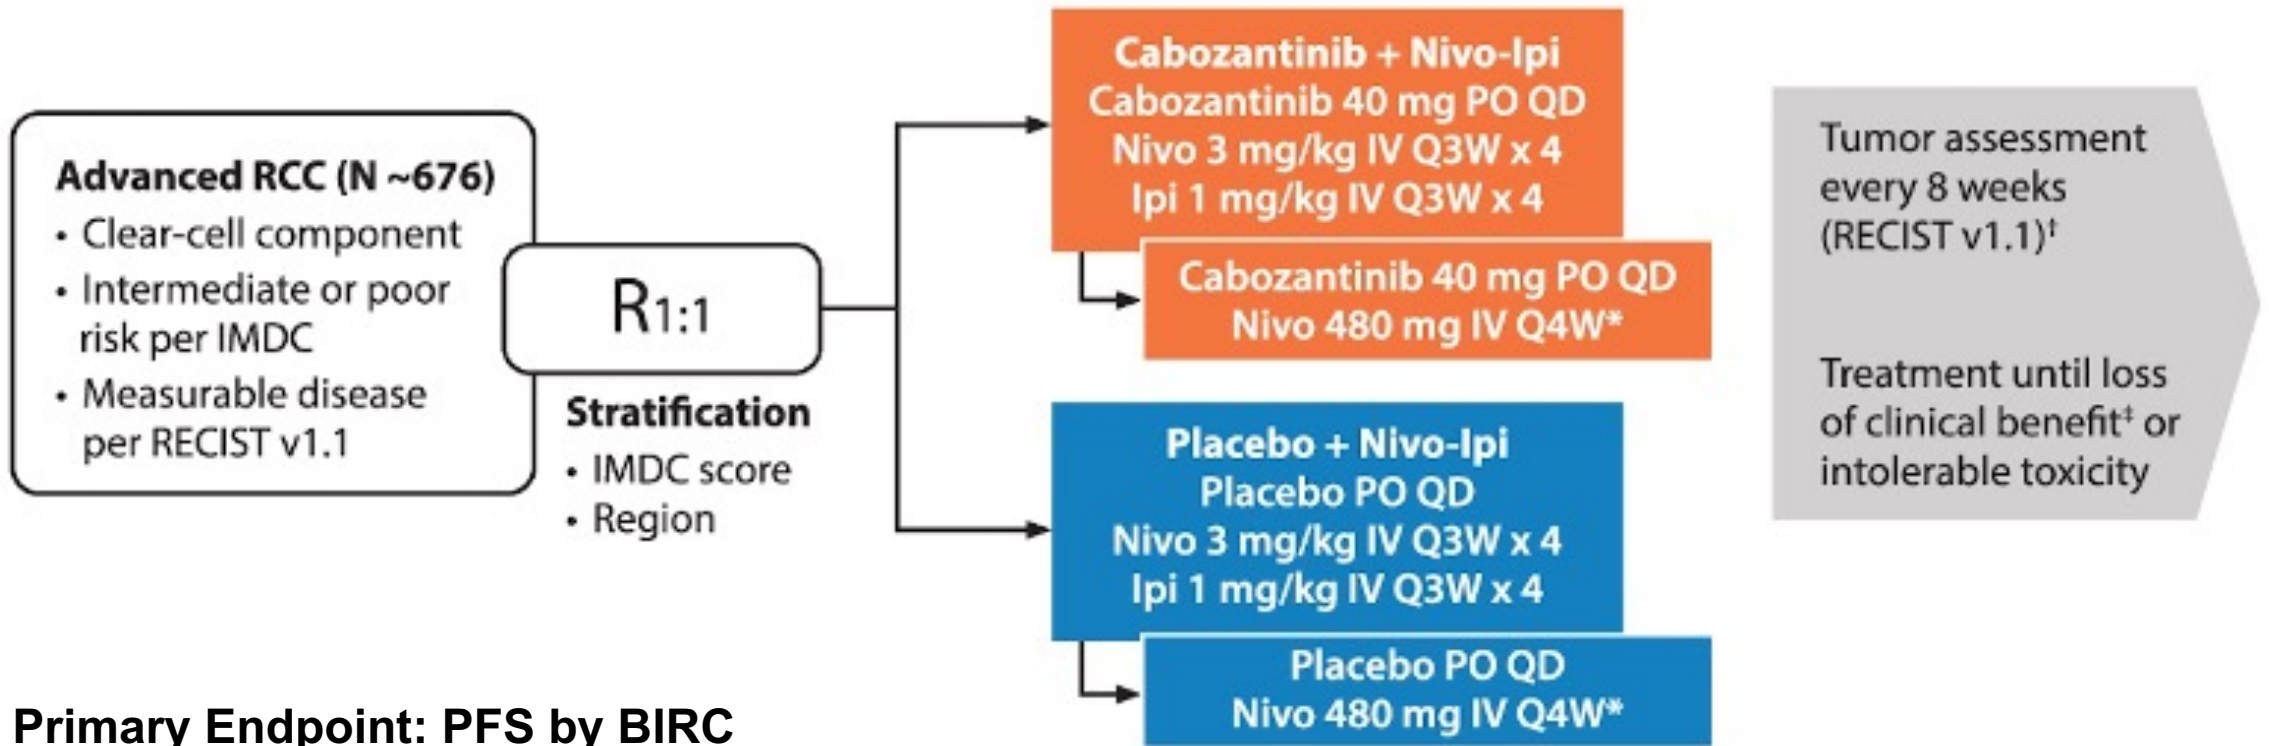 Advanced RCC (N ~676)
• Clear-cell component
• Intermediate or poor
risk per IMDC
• Measurable disease
per RECIST v1.1
R1:1
Stratification
• IMDC score
• Region
Cabozantinib + Nivo-Ipi
Cabozantinib 40 mg PO QD
Nivo 3 mg/kg IV Q3W x 4
Ipi 1 mg/kg IV Q3W x 4
Cabozantinib 40 mg PO QD
Nivo 480 mg IV Q4W*
Placebo + Nivo-Ipi
Placebo PO QD
Nivo 3 mg/kg IV Q3W x 4
Ipi 1 mg/kg IV Q3W x 4
Placebo PO QD
Nivo 480 mg IV Q4W*
Tumor assessment
every 8 weeks
(RECIST v1.1)†
Treatment until loss
of clinical benefit‡ or
intolerable toxicity
Primary Endpoint: PFS by BIRC